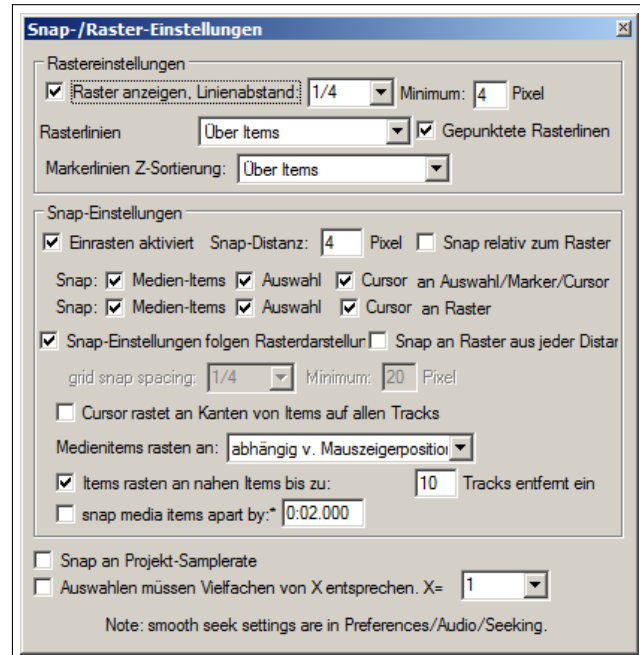 Snap-/Raster-Einstellungen
Rastereinstellungen
Raster anzeigen, Linienabstand: 1/4 Minimum: 4 Pixel
Rasterlinien Über Items Gepunktete Rasterlinen
Markerlinien Z-Sortierung: Über Items
Snap-Einstellungen
Einrasten aktiviert Snap-Distanz: 4 Pixel Snap relativ zum Raster
Snap: Medien-Items Auswahl Cursor an Auswahl/Marker/Cursor
Snap: Medien-Items Auswahl Cursor an Raster
Snap-Einstellungen folgen Rasterdarstellur Snap an Raster aus jeder Distar
grid snap spacing: 1/4 Minimum: 20 Pixel
Cursor rastet an Kanten von Items auf allen Tracks
Medienitems rasten an: abhängig v. Mauszeigerposition
Items rasten an nahen Items bis zu: 10 Tracks entfernt ein
snap media items apart by:* 0:02.000
Snap an Projekt-Samplerate
Auswahlen müssen Vielfachen von X entsprechen. X= 1
Note: smooth seek settings are in Preferences/Audio/Seeking.